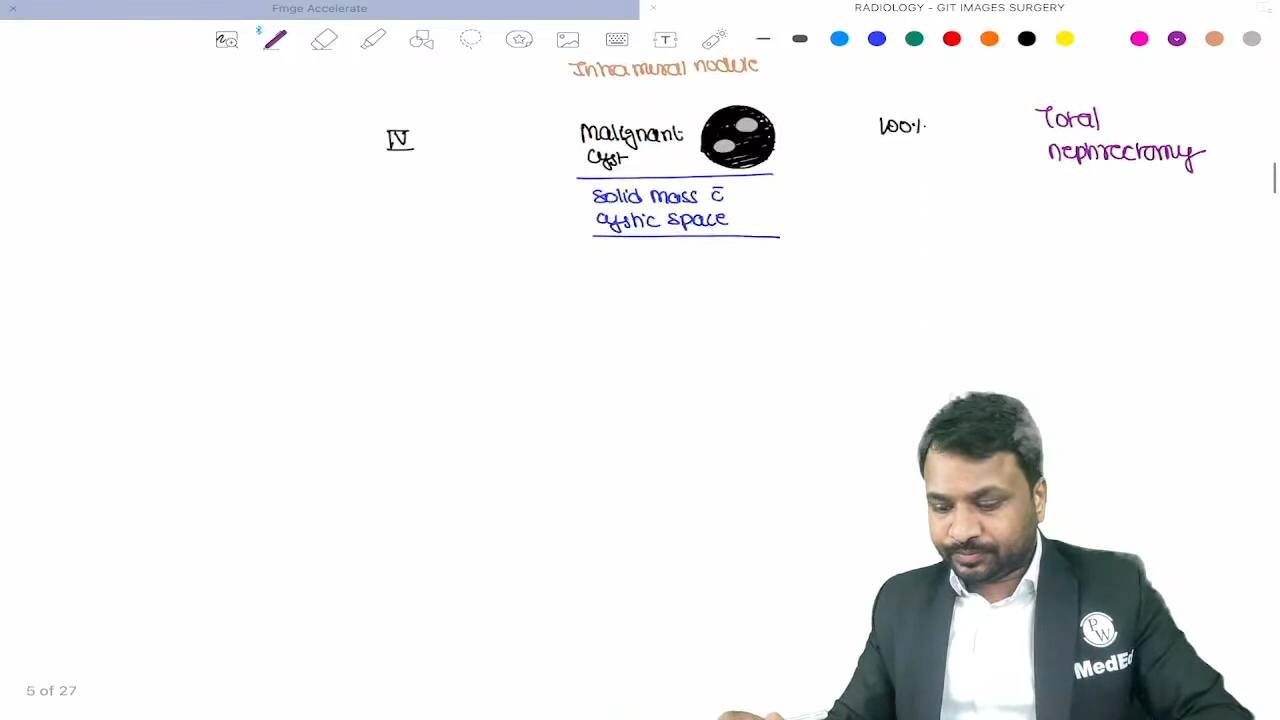 Fmge Accelerate
RADIOLOGY - GIT IMAGES SURGERY
Intramural nodule
IV
Malignant
cyst
100%
Total
nephrectomy
Solid mass c̄
cystic space
PW
MedEd
5 of 27